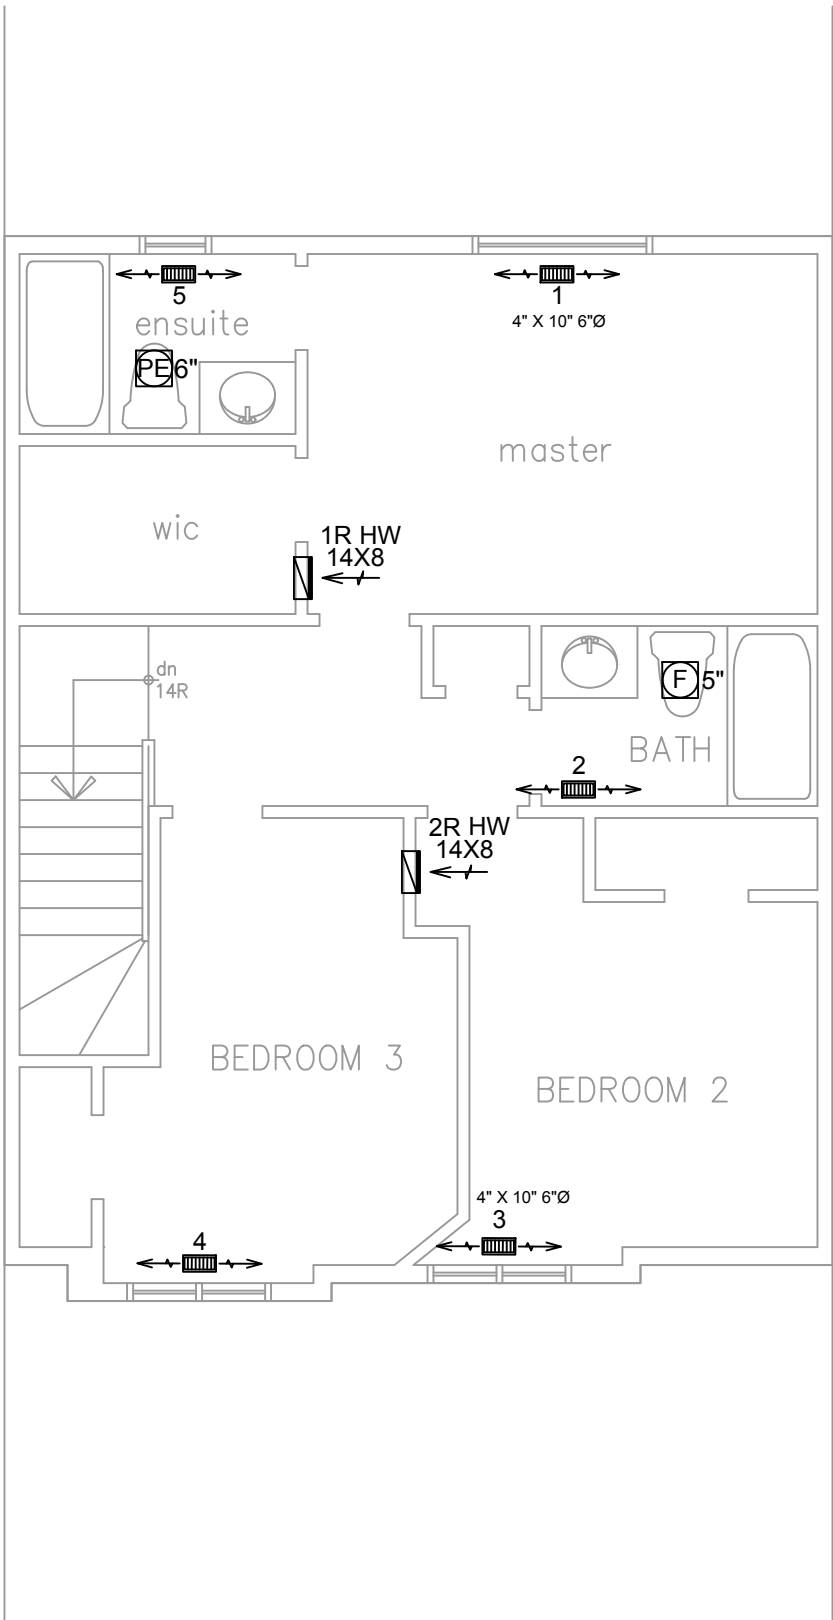 5
1
4" X 10" 6"Ø
ensuite
PE 6"
master
wic
1R HW
14X8
dn
14R
F 5"
BATH
2
2R HW
14X8
BEDROOM 3
BEDROOM 2
4" X 10" 6"Ø
3
4